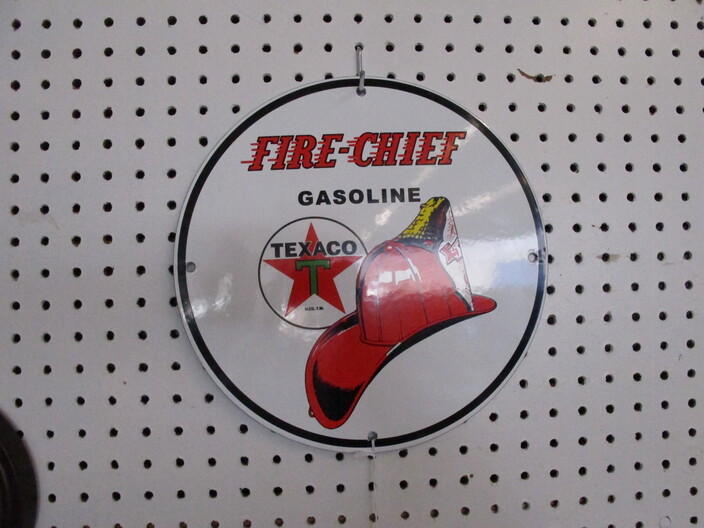 FIRE-CHIEF
GASOLINE
TEXACO
T